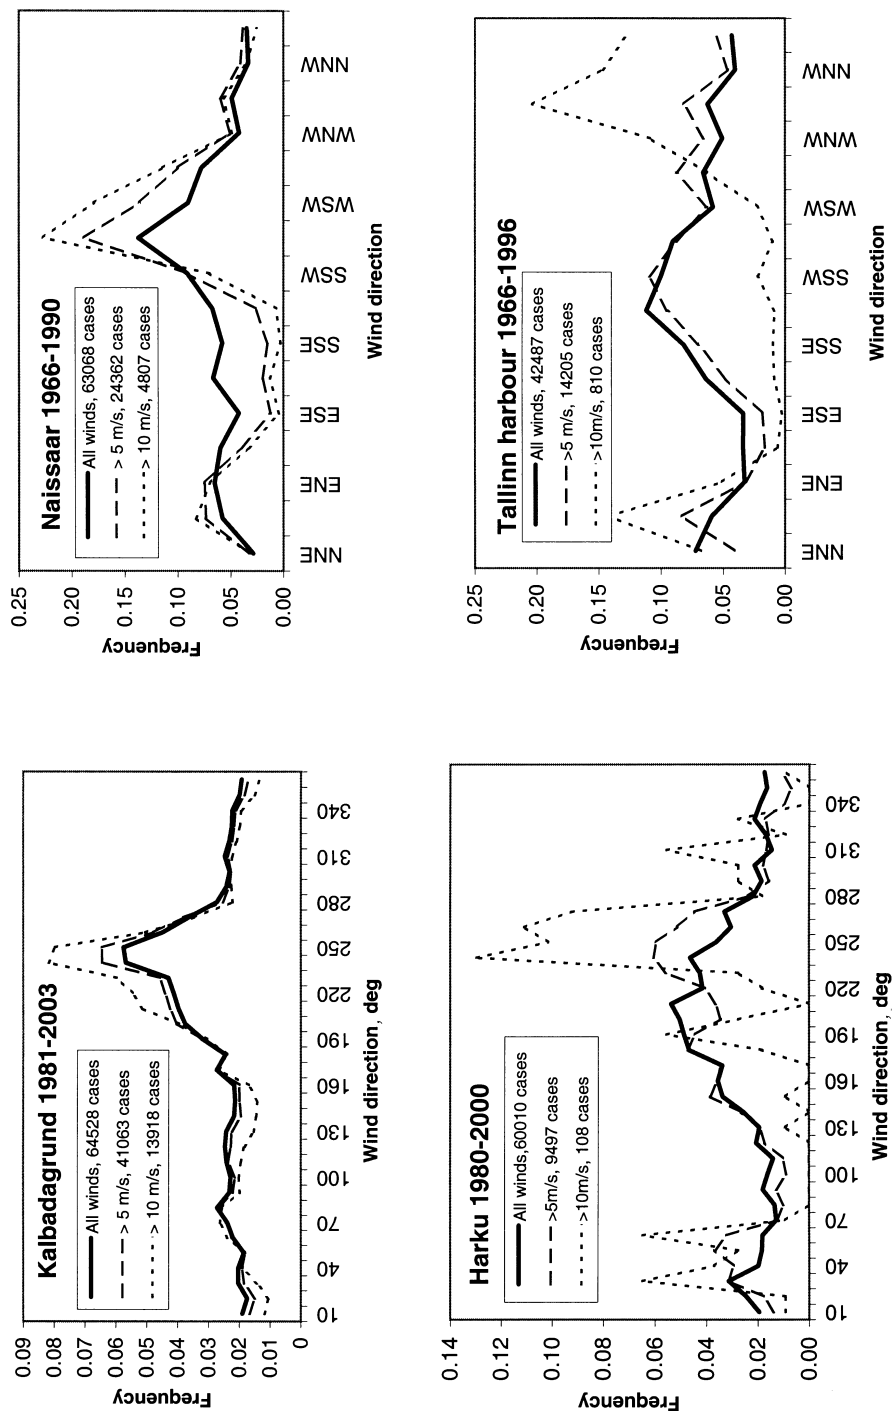 Kalbadagrund 1981-2003
All winds, 64528 cases
> 5 m/s, 41063 cases
> 10 m/s, 13918 cases
Frequency
0.09
0.08
0.07
0.06
0.05
0.04
0.03
0.02
0.01
0
10
40
70
100
130
160
190
220
250
280
310
340
Wind direction, deg
Naissaar 1966-1990
All winds, 63068 cases
> 5 m/s, 24362 cases
> 10 m/s, 4807 cases
Frequency
0.25
0.20
0.15
0.10
0.05
0.00
NNE
ENE
ESE
SSE
SSW
WSW
WNW
NNW
Wind direction
Harku 1980-2000
All winds,60010 cases
>5m/s, 9497 cases
>10m/s, 108 cases
Frequency
0.14
0.12
0.10
0.08
0.06
0.04
0.02
0.00
10
40
70
100
130
160
190
220
250
280
310
340
Wind direction, deg
Tallinn harbour 1966-1996
All winds, 42487 cases
>5 m/s, 14205 cases
>10m/s, 810 cases
Frequency
0.25
0.20
0.15
0.10
0.05
0.00
NNE
ENE
ESE
SSE
SSW
WSW
WNW
NNW
Wind direction